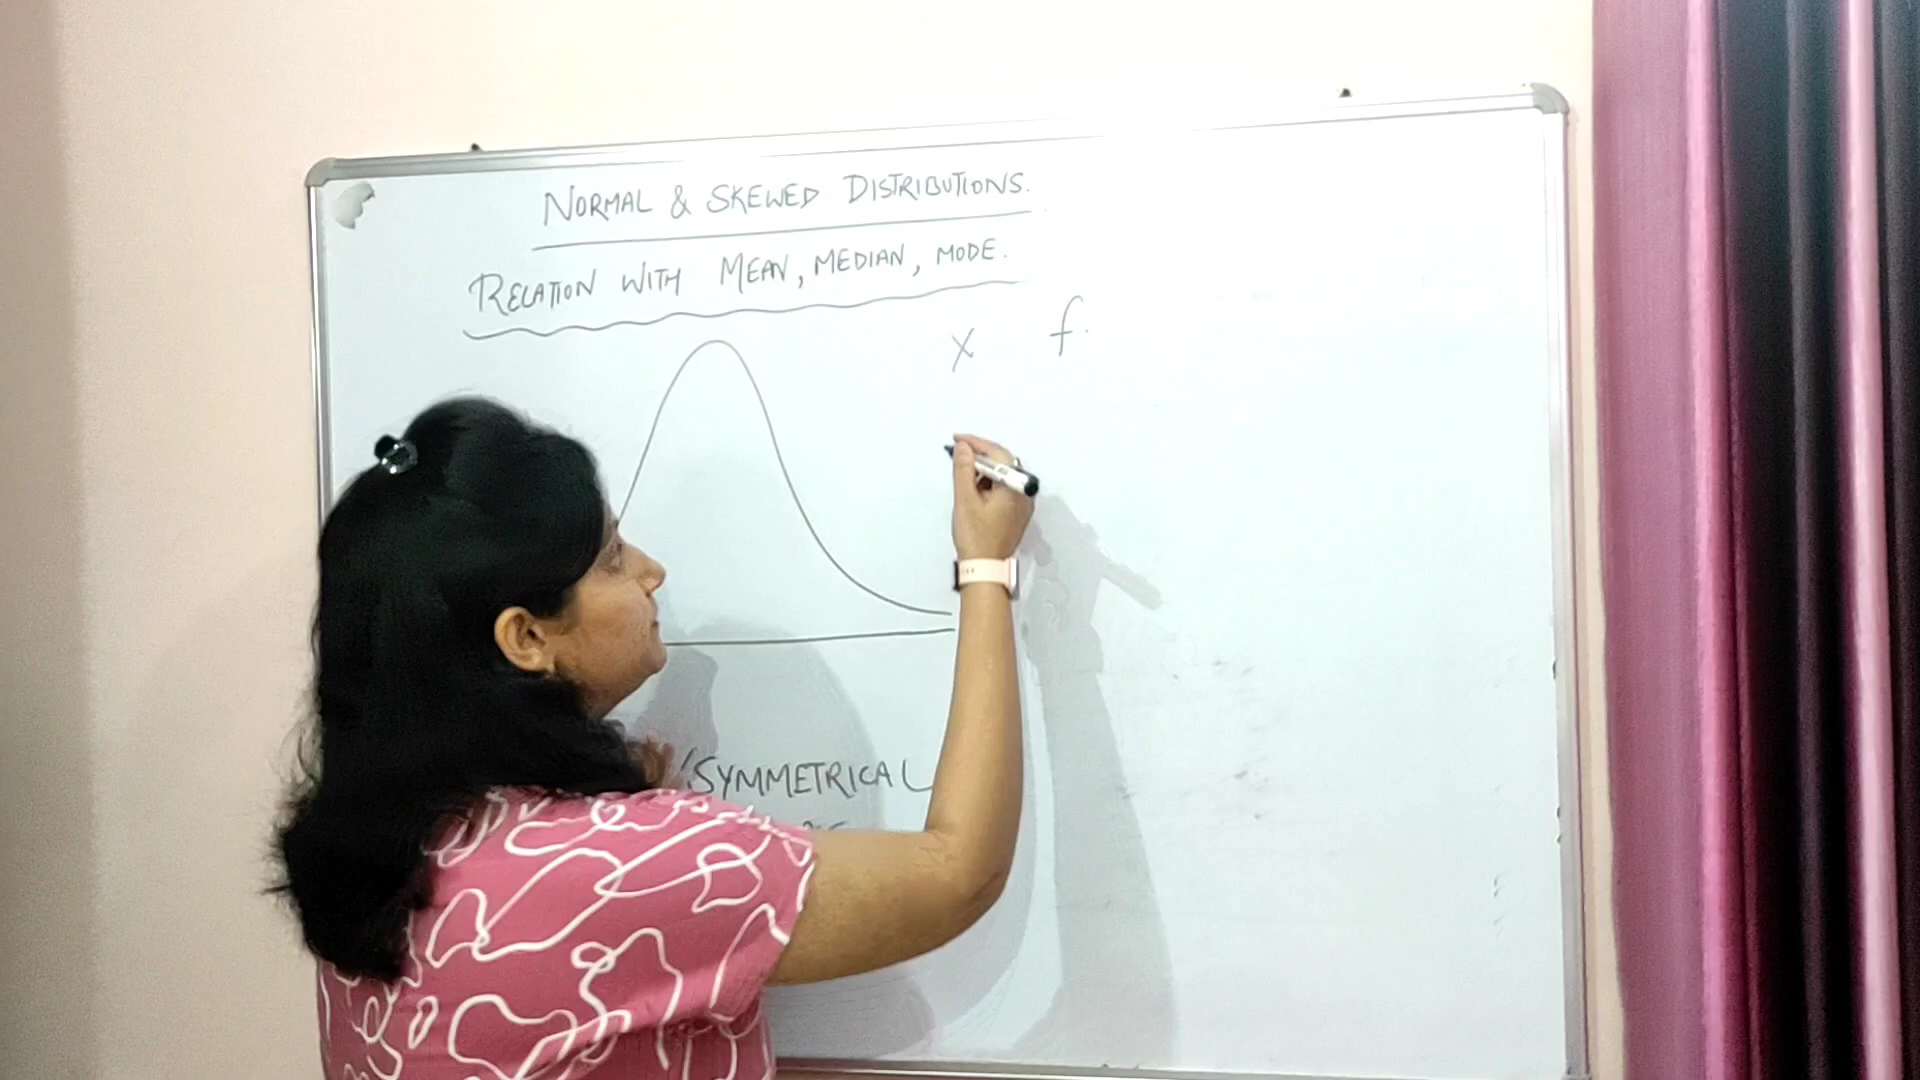 NORMAL & SKEWED DISTRIBUTIONS.
RELATION WITH MEAN, MEDIAN, MODE.
X f.
SYMMETRICAL